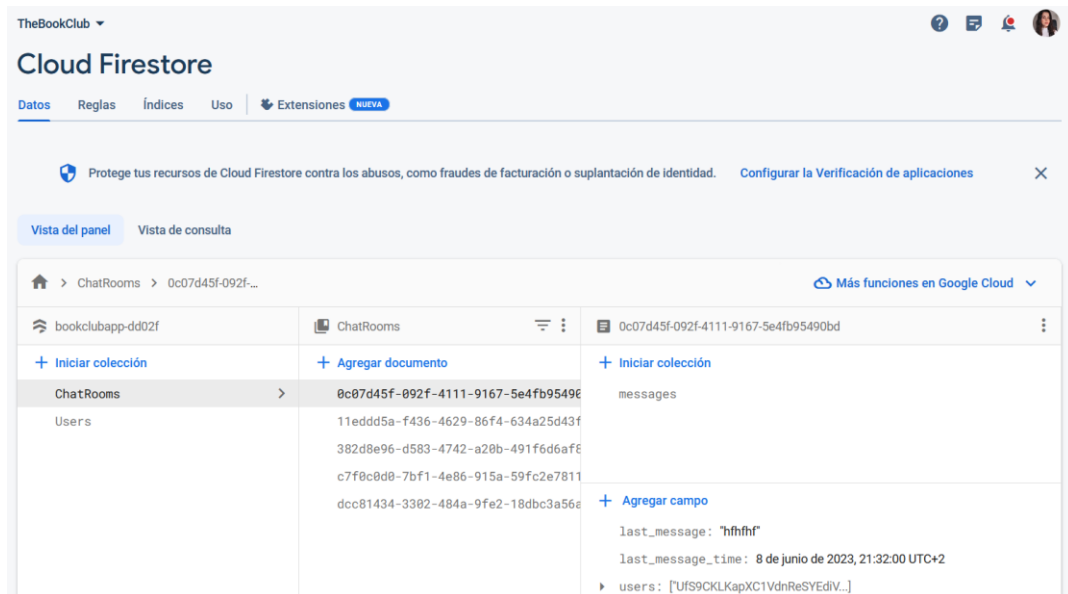 TheBookClub
Cloud Firestore
Datos Reglas Índices Uso Extensiones NUEVA
Protege tus recursos de Cloud Firestore contra los abusos, como fraudes de facturación o suplantación de identidad. Configurar la Verificación de aplicaciones
Vista del panel Vista de consulta
ChatRooms > 0c07d45f-092f-... Más funciones en Google Cloud
bookclubapp-dd02f ChatRooms 0c07d45f-092f-4111-9167-5e4fb95490bd
+ Iniciar colección + Agregar documento + Iniciar colección
ChatRooms 0c07d45f-092f-4111-9167-5e4fb95490 messages
Users 11eddd5a-f436-4629-86f4-634a25d43f
382d8e96-d583-4742-a20b-491f6d6af8
c7f0c0d0-7bf1-4e86-915a-59fc2e7811
dcc81434-3302-484a-9fe2-18dbc3a56a
+ Agregar campo
last_message: "hfhfhf"
last_message_time: 8 de junio de 2023, 21:32:00 UTC+2
users: ["UfS9CKLKapXC1VdnReSYEdiV...]